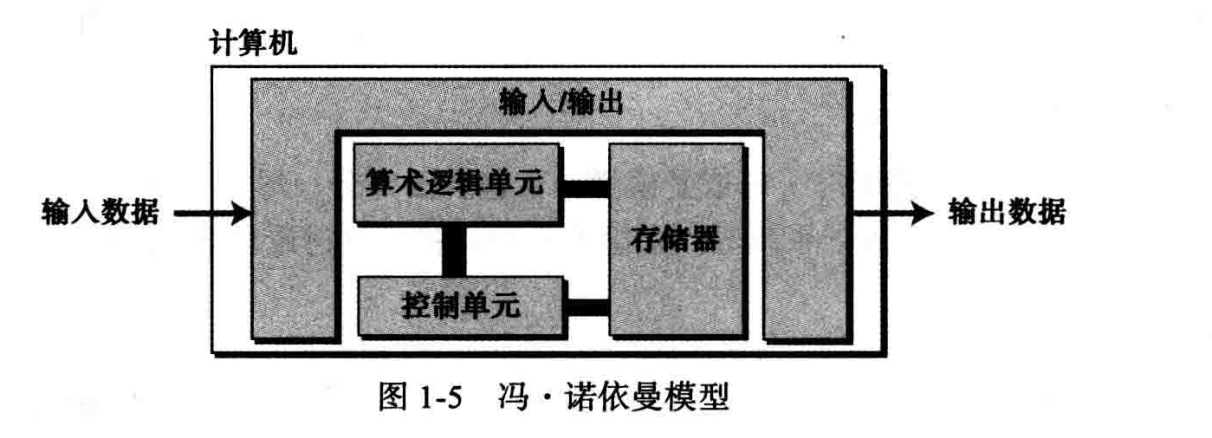 计算机
输入/输出
算术逻辑单元
输入数据
输出数据
存储器
控制单元
图 1-5 冯·诺依曼模型